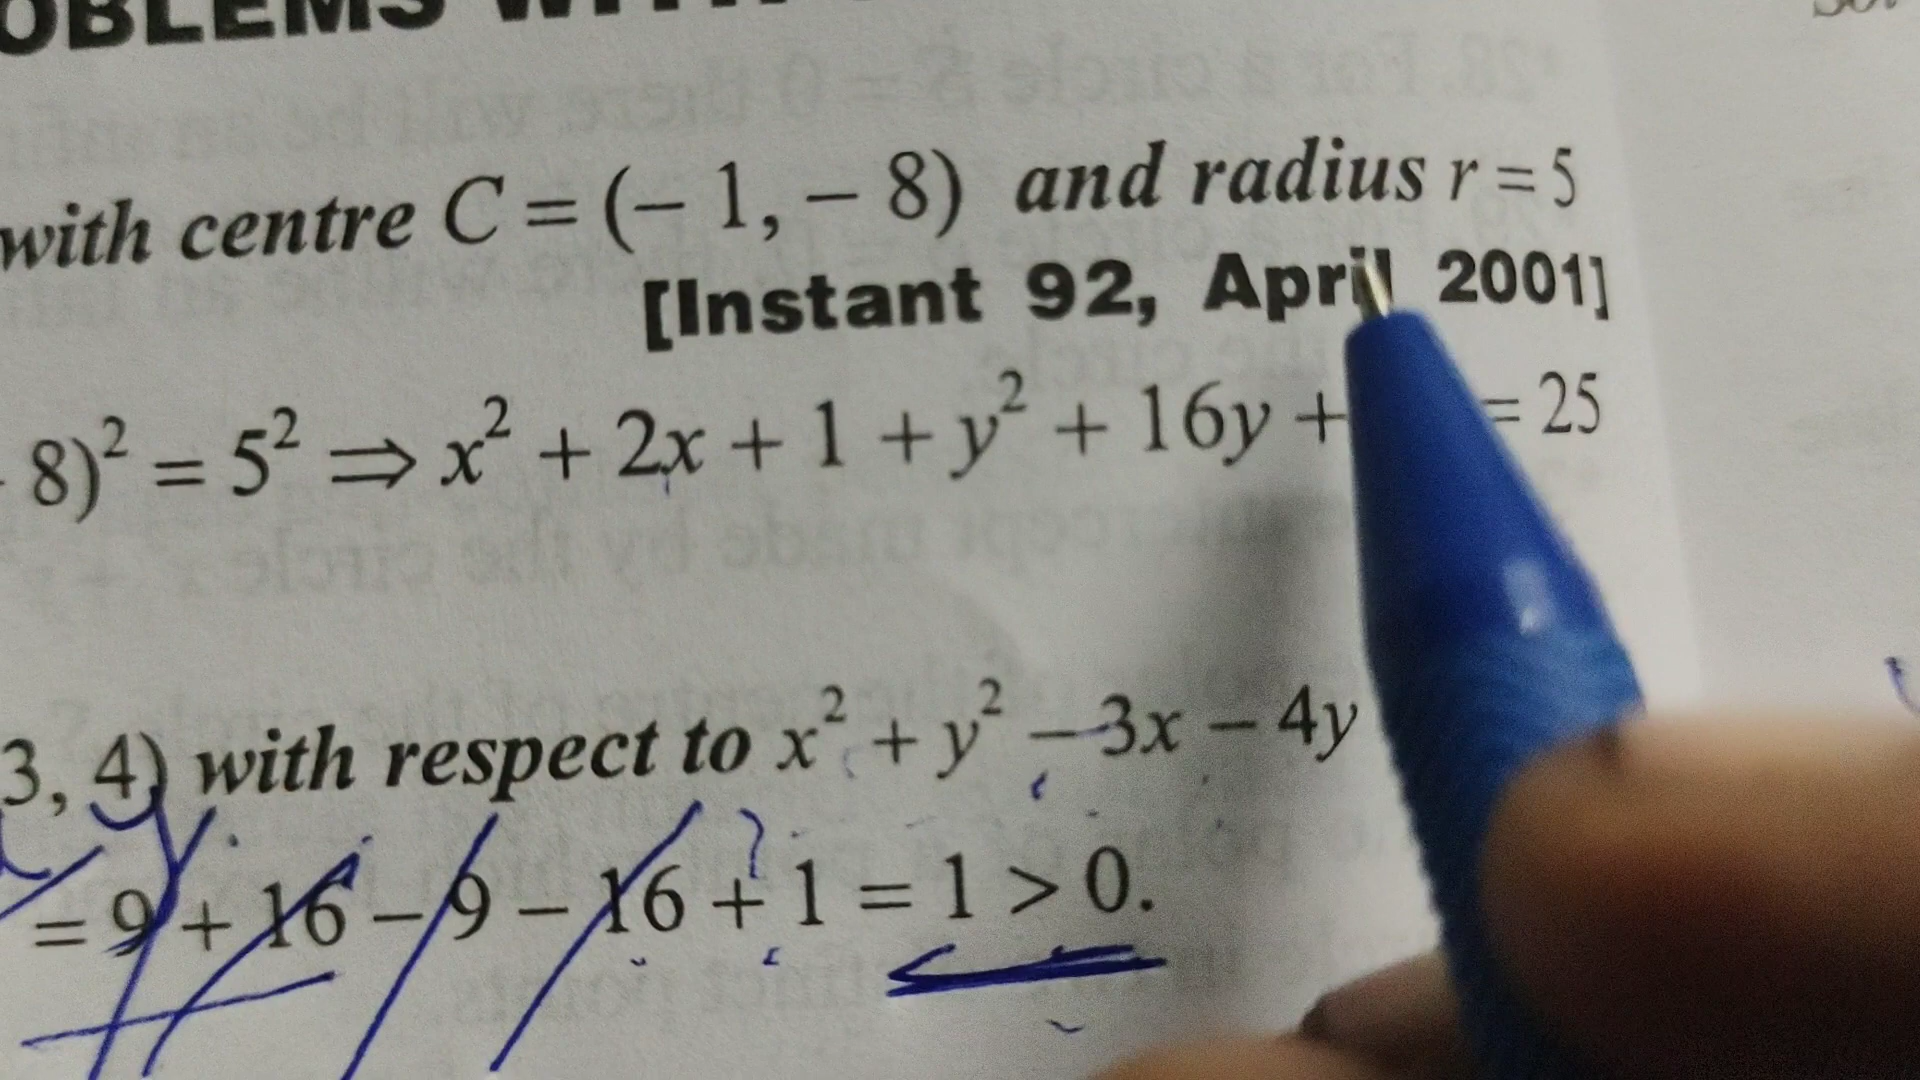 OBLEMS WITH
with centre C = (– 1, – 8) and radius r = 5
[Instant 92, April 2001]
8)² = 5² ⇒ x² + 2x + 1 + y² + 16y + = 25
3, 4) with respect to x² + y² – 3x – 4y
= 9 + 16 – 9 – 16 + 1 = 1 > 0.